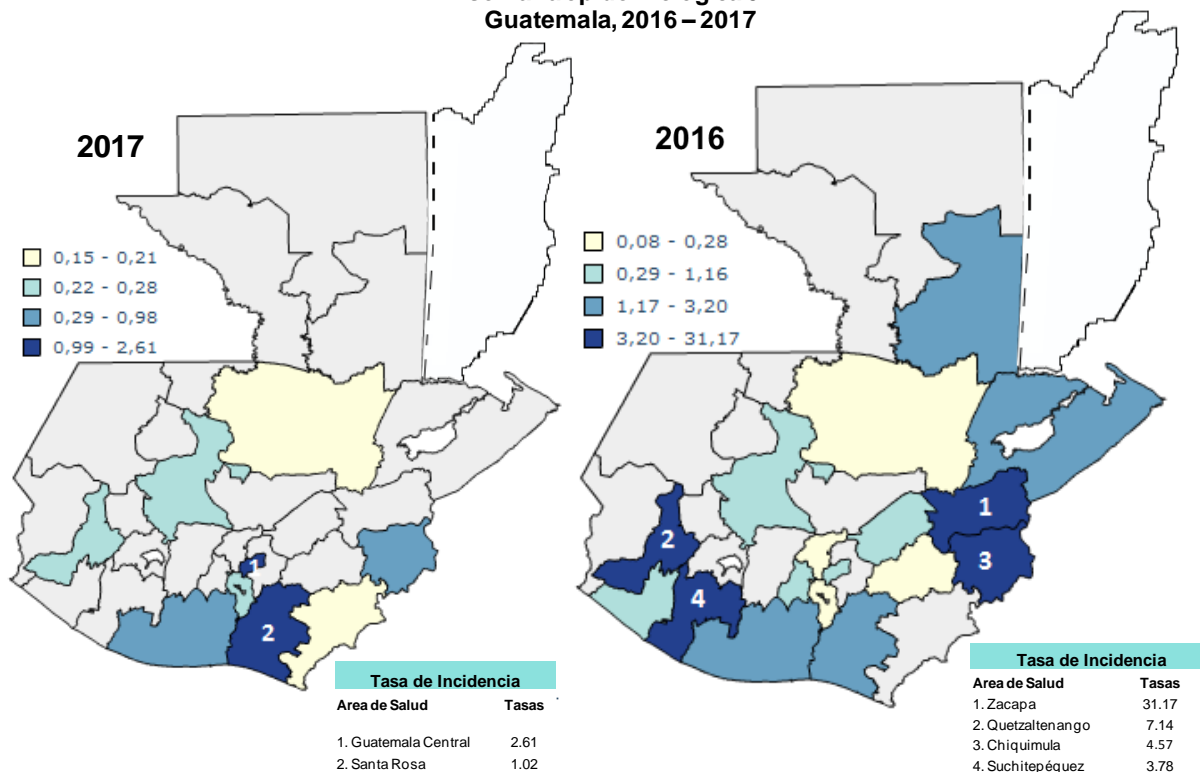 Guatemala, 2016 – 2017
2017
0,15 - 0,21
0,22 - 0,28
0,29 - 0,98
0,99 - 2,61
1
2
Tasa de Incidencia
Area de Salud Tasas
1. Guatemala Central 2.61
2. Santa Rosa 1.02
2016
0,08 - 0,28
0,29 - 1,16
1,17 - 3,20
3,20 - 31,17
1
2
3
4
Tasa de Incidencia
Area de Salud Tasas
1. Zacapa 31.17
2. Quetzaltenango 7.14
3. Chiquimula 4.57
4. Suchitepéquez 3.78